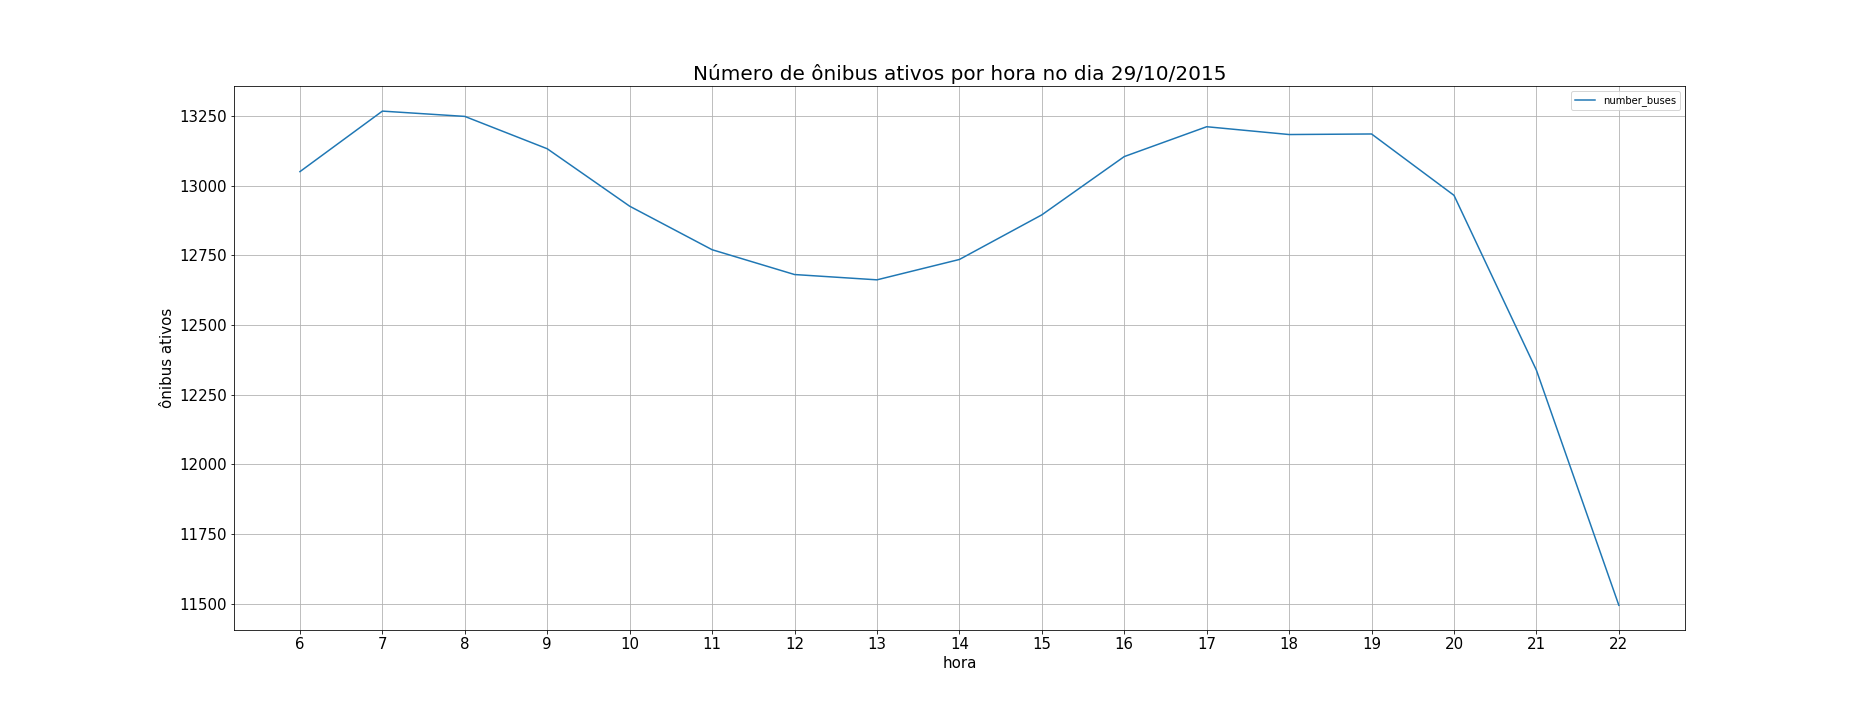 Número de ônibus ativos por hora no dia 29/10/2015
number_buses
13250
13000
12750
12500
12250
12000
11750
11500
ônibus ativos
6 7 8 9 10 11 12 13 14 15 16 17 18 19 20 21 22
hora